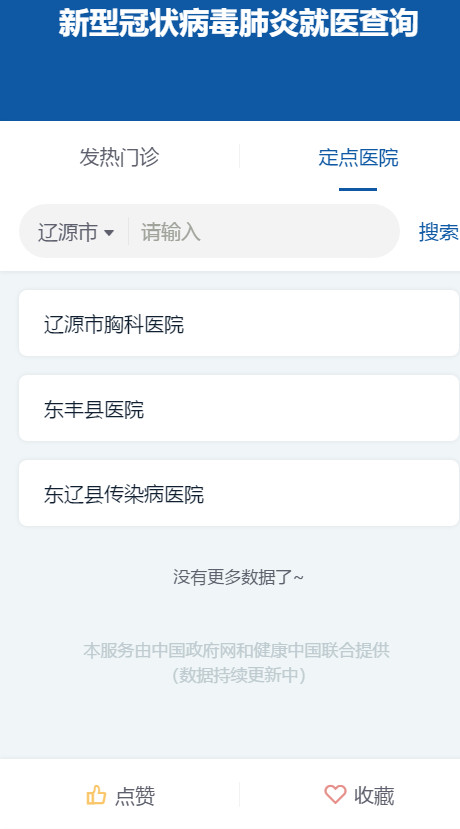 新型冠状病毒肺炎就医查询
发热门诊
定点医院
辽源市
请输入
搜索
辽源市胸科医院
东丰县医院
东辽县传染病医院
没有更多数据了~
本服务由中国政府网和健康中国联合提供
（数据持续更新中）
点赞
收藏